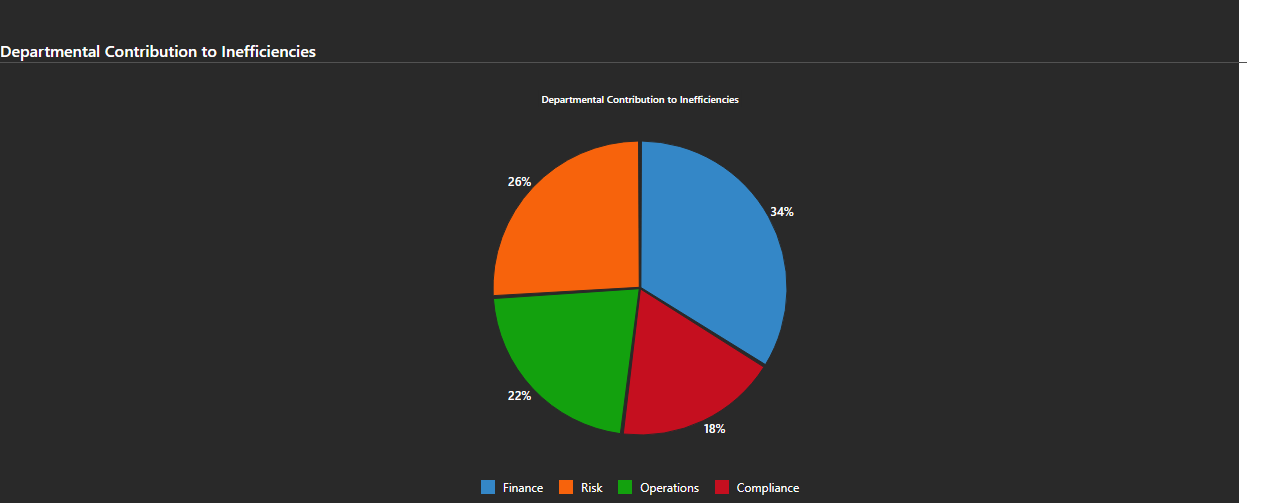 Departmental Contribution to Inefficiencies
Departmental Contribution to Inefficiencies
26%
34%
22%
18%
Finance Risk Operations Compliance